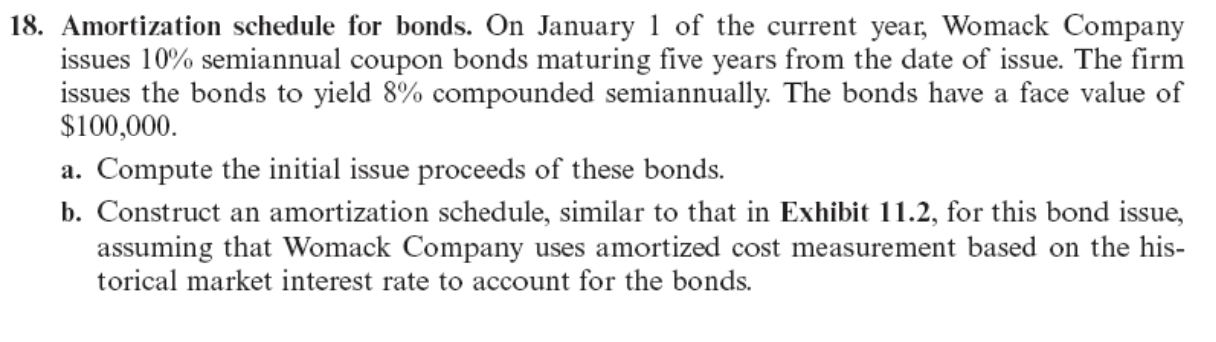 18. Amortization schedule for bonds. On January 1 of the current year, Womack Company
issues 10% semiannual coupon bonds maturing five years from the date of issue. The firm
issues the bonds to yield 8% compounded semiannually. The bonds have a face value of
$100,000.
a. Compute the initial issue proceeds of these bonds.
b. Construct an amortization schedule, similar to that in Exhibit 11.2, for this bond issue,
assuming that Womack Company uses amortized cost measurement based on the his-
torical market interest rate to account for the bonds.